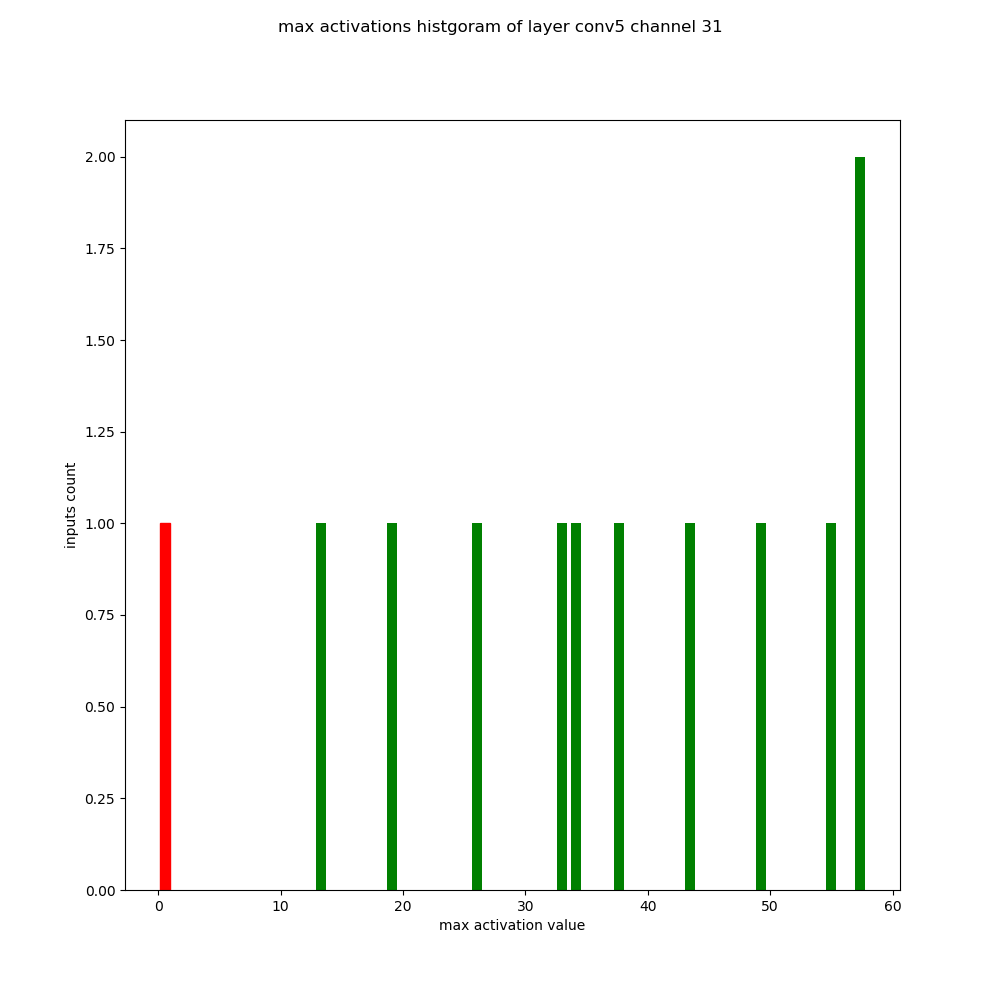 max activations histgoram of layer conv5 channel 31
2.00
1.75
1.50
1.25
1.00
0.75
0.50
0.25
0.00
inputs count
0 10 20 30 40 50 60
max activation value